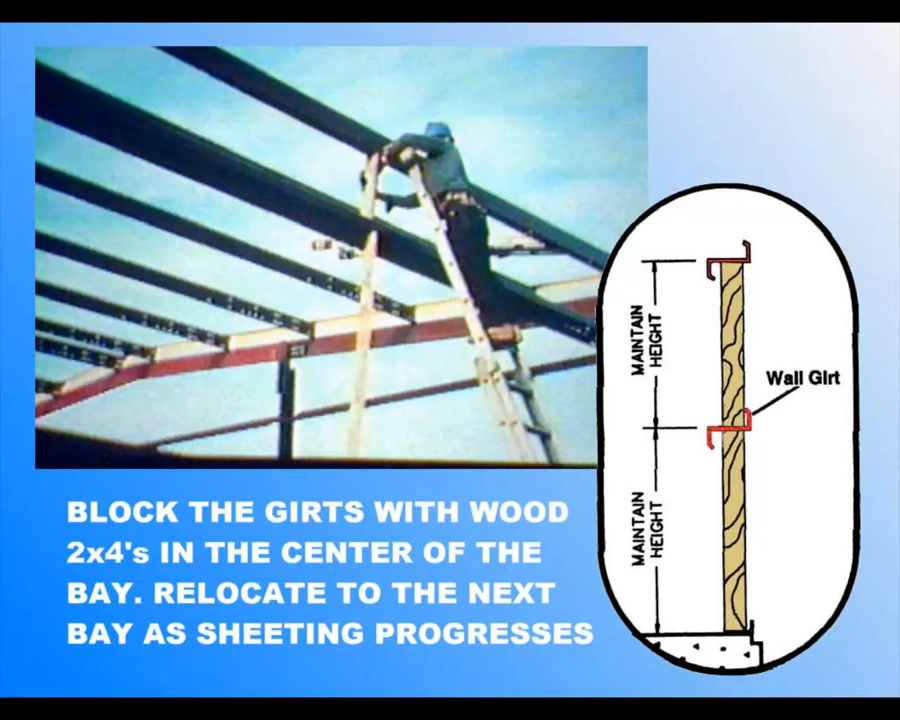 BLOCK THE GIRTS WITH WOOD
2x4's IN THE CENTER OF THE
BAY. RELOCATE TO THE NEXT
BAY AS SHEETING PROGRESSES
MAINTAIN
HEIGHT
Wall Girt
MAINTAIN
HEIGHT